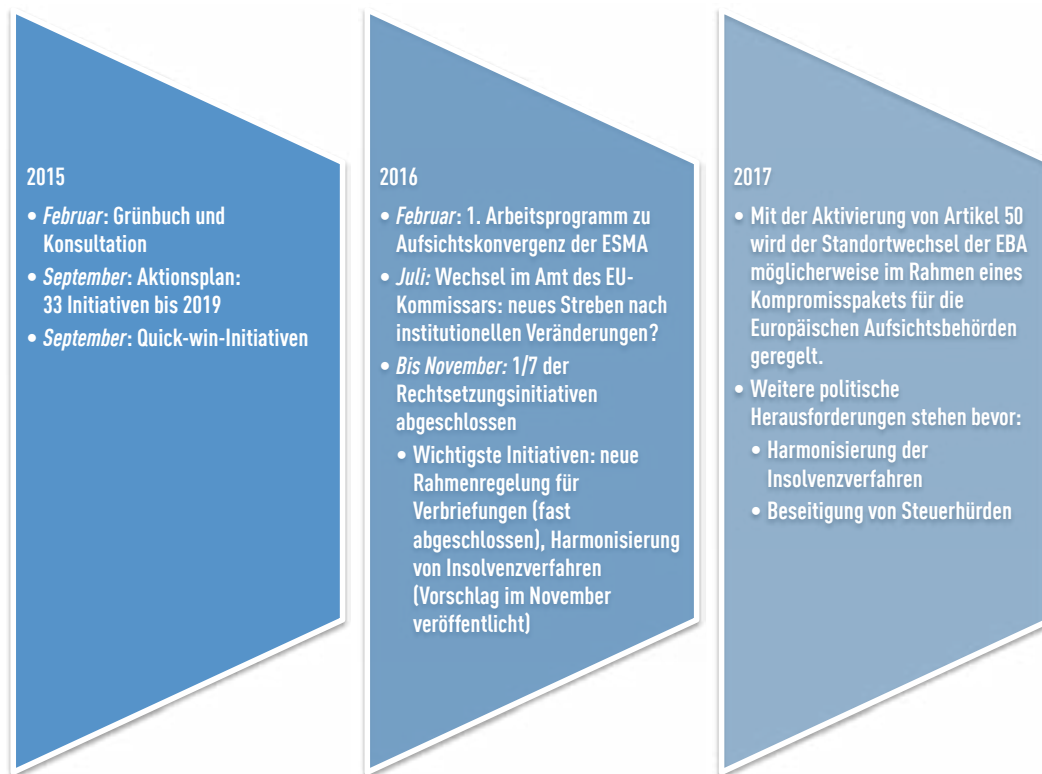 2015
• Februar: Grünbuch und
Konsultation
• September: Aktionsplan:
33 Initiativen bis 2019
• September: Quick-win-Initiativen
2016
• Februar: 1. Arbeitsprogramm zu
Aufsichtskonvergenz der ESMA
• Juli: Wechsel im Amt des EU-
Kommissars: neues Streben nach
institutionellen Veränderungen?
• Bis November: 1/7 der
Rechtsetzungsinitiativen
abgeschlossen
• Wichtigste Initiativen: neue
Rahmenregelung für
Verbriefungen (fast
abgeschlossen), Harmonisierung
von Insolvenzverfahren
(Vorschlag im November
veröffentlicht)
2017
• Mit der Aktivierung von Artikel 50
wird der Standortwechsel der EBA
möglicherweise im Rahmen eines
Kompromisspakets für die
Europäischen Aufsichtsbehörden
geregelt.
• Weitere politische
Herausforderungen stehen bevor:
• Harmonisierung der
Insolvenzverfahren
• Beseitigung von Steuerhürden